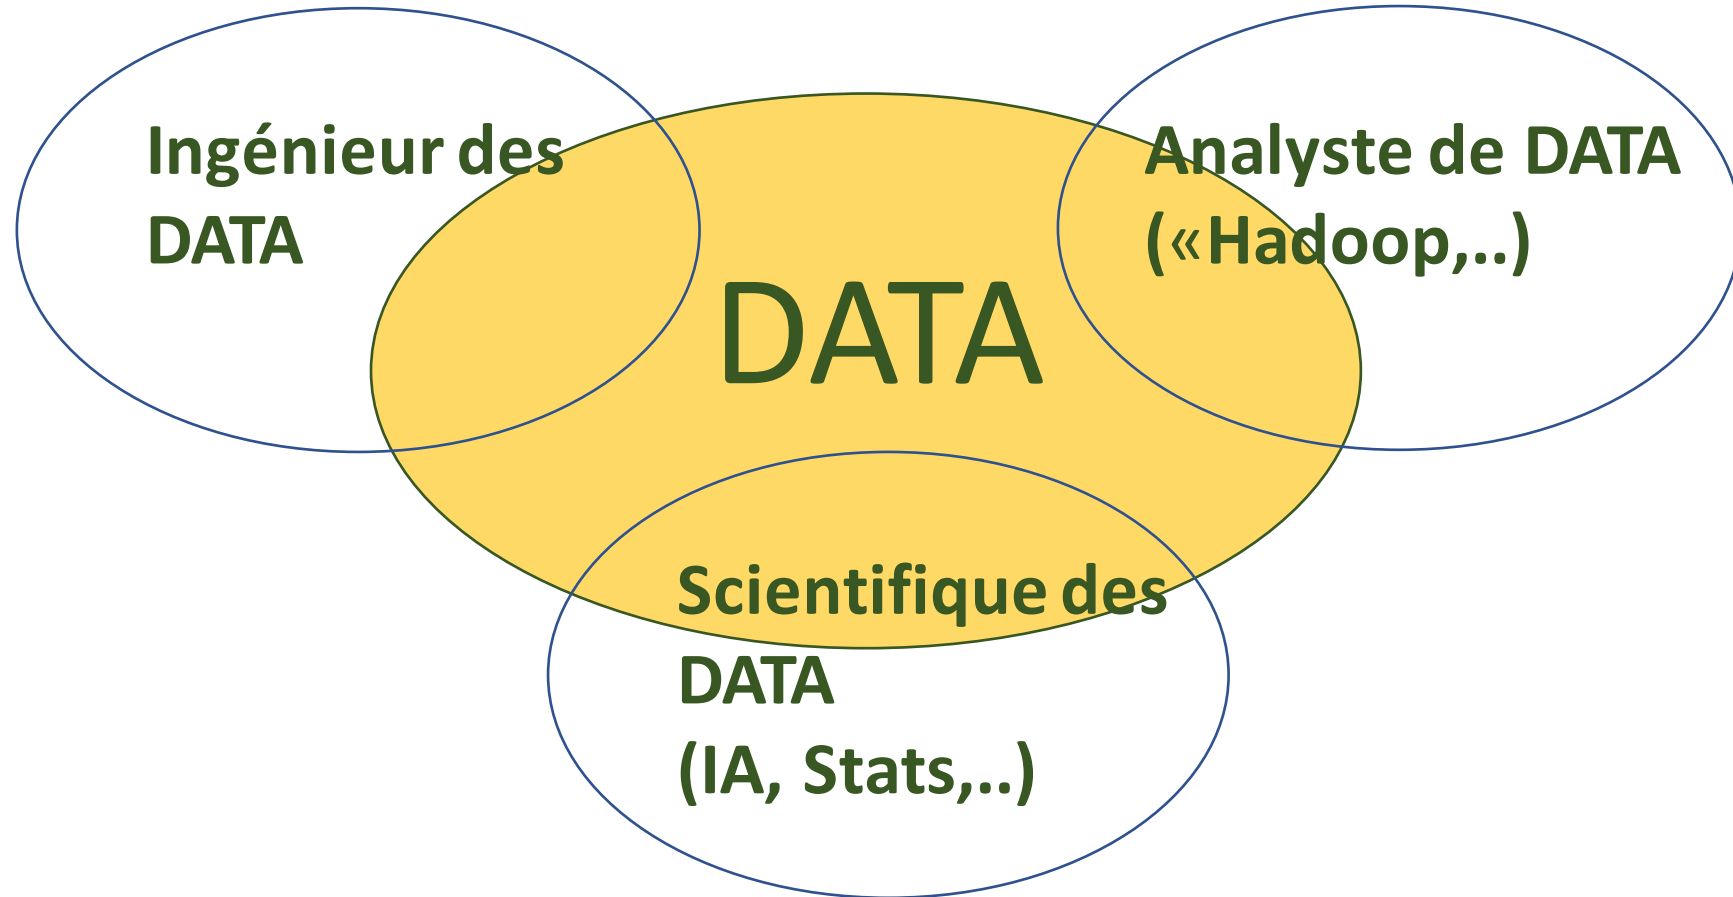 Ingénieur des
DATA
Analyste de DATA
(«Hadoop,..)
DATA
Scientifique des
DATA
(IA, Stats,..)